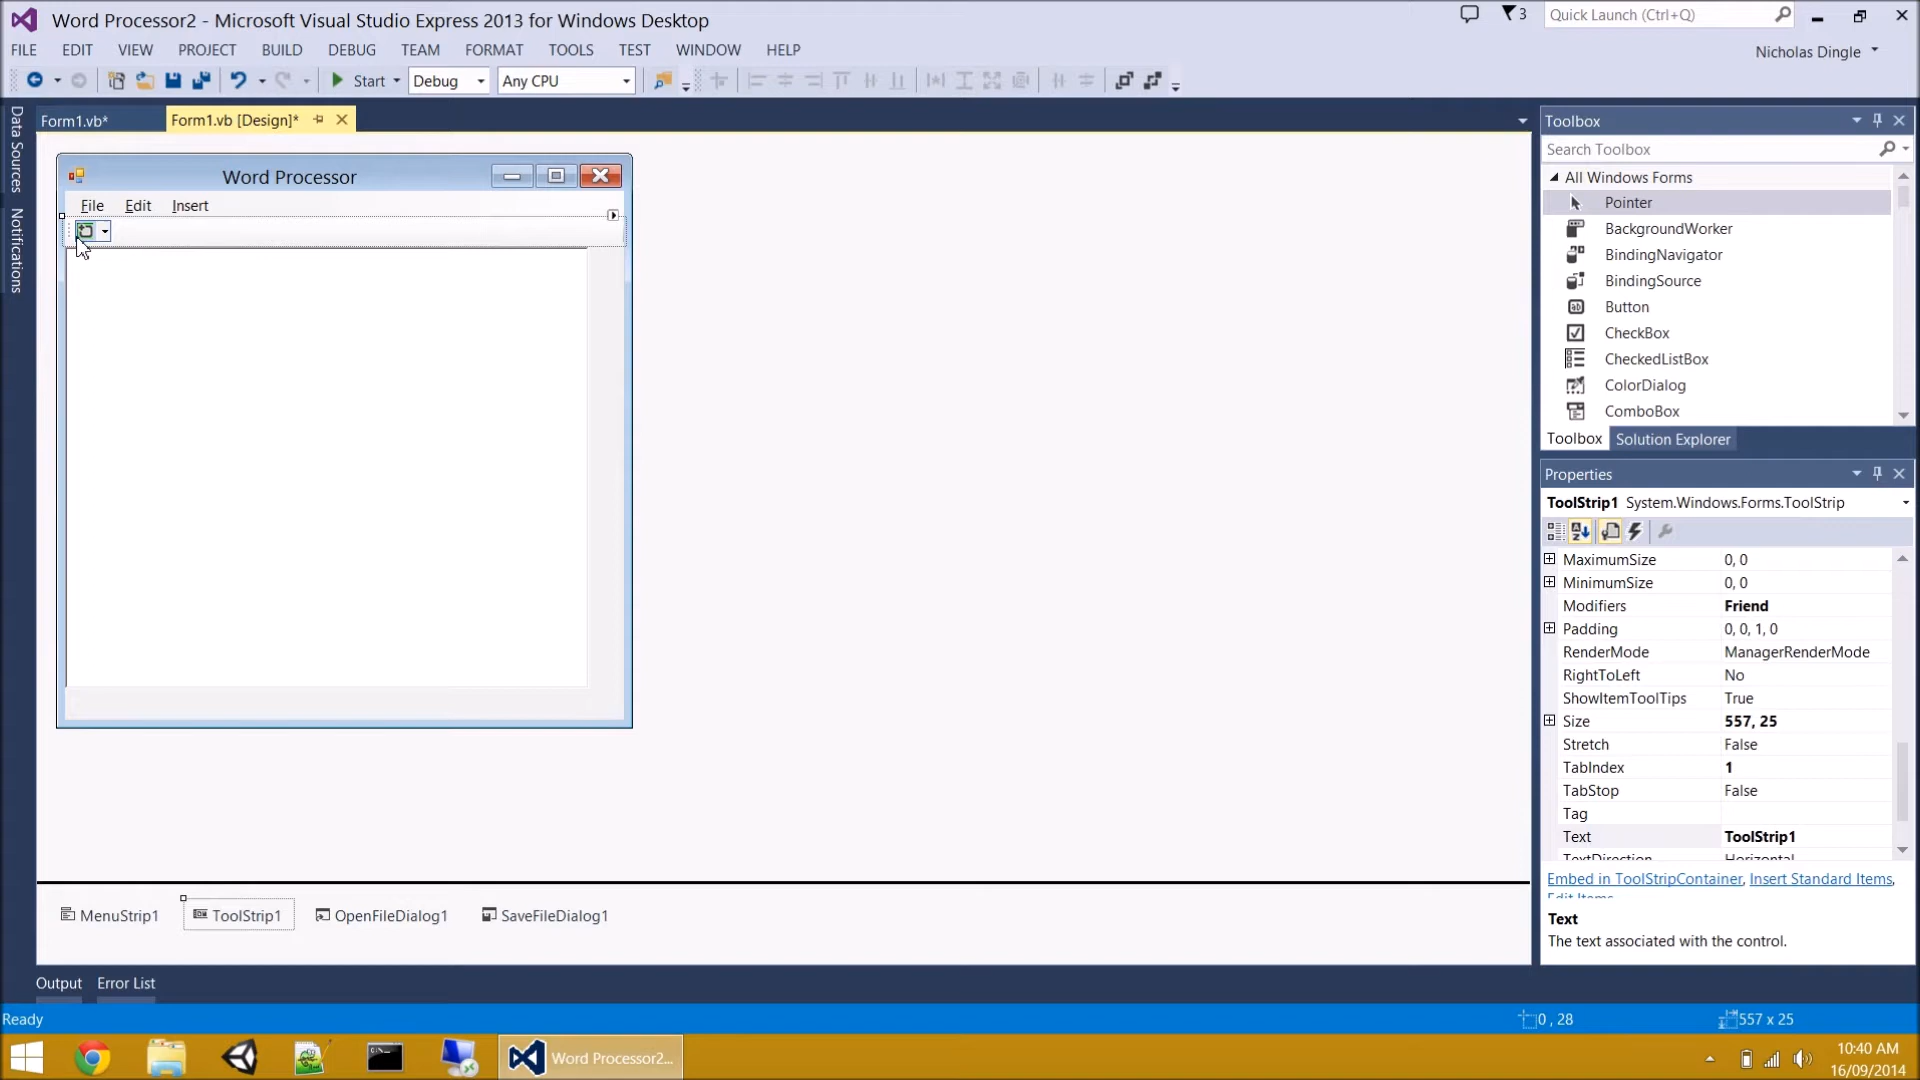 Word Processor2 - Microsoft Visual Studio Express 2013 for Windows Desktop
3
Quick Launch (Ctrl+Q)
FILE EDIT VIEW PROJECT BUILD DEBUG TEAM FORMAT TOOLS TEST WINDOW HELP
Nicholas Dingle
Start
Debug
Any CPU
Data Sources
Notifications
Form1.vb*
Form1.vb [Design]*
Word Processor
File Edit Insert
MenuStrip1
ToolStrip1
OpenFileDialog1
SaveFileDialog1
Toolbox
Search Toolbox
All Windows Forms
Pointer
BackgroundWorker
BindingNavigator
BindingSource
Button
CheckBox
CheckedListBox
ColorDialog
ComboBox
Toolbox Solution Explorer
Properties
ToolStrip1 System.Windows.Forms.ToolStrip
MaximumSize 0, 0
MinimumSize 0, 0
Modifiers Friend
Padding 0, 0, 1, 0
RenderMode ManagerRenderMode
RightToLeft No
ShowItemToolTips True
Size 557, 25
Stretch False
TabIndex 1
TabStop False
Tag
Text ToolStrip1
TextDirection Horizontal
Embed in ToolStripContainer, Insert Standard Items,
Edit Items
Text
The text associated with the control.
Output Error List
Ready
0 , 28
557 x 25
Word Processor2...
10:40 AM
16/09/2014